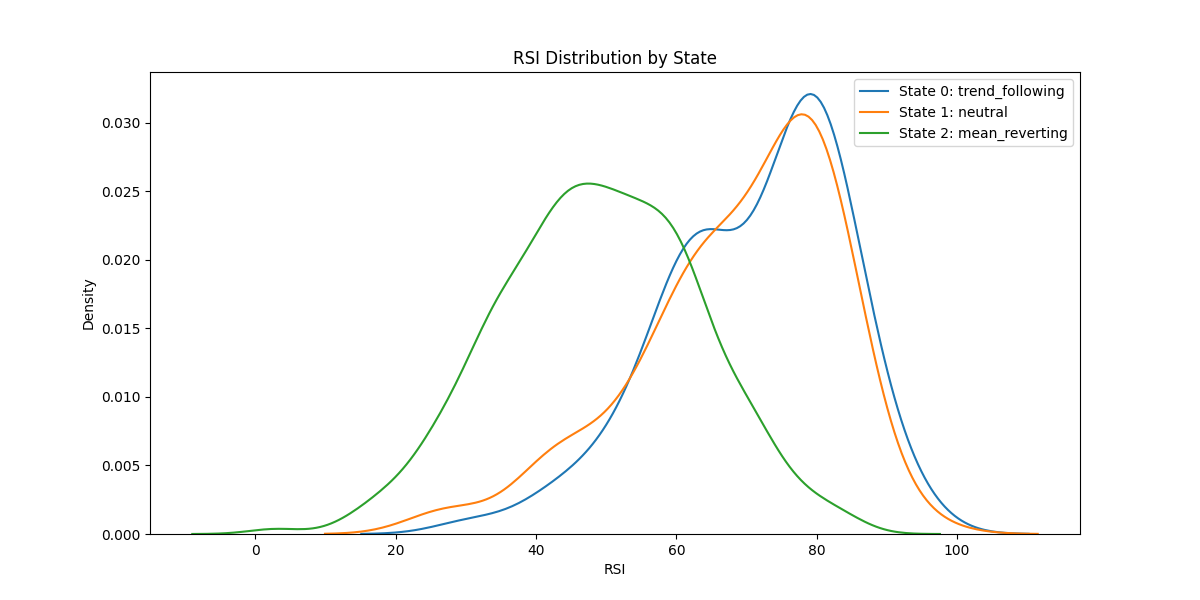 RSI Distribution by State
State 0: trend_following
State 1: neutral
State 2: mean_reverting
Density
0.030
0.025
0.020
0.015
0.010
0.005
0.000
0 20 40 60 80 100
RSI